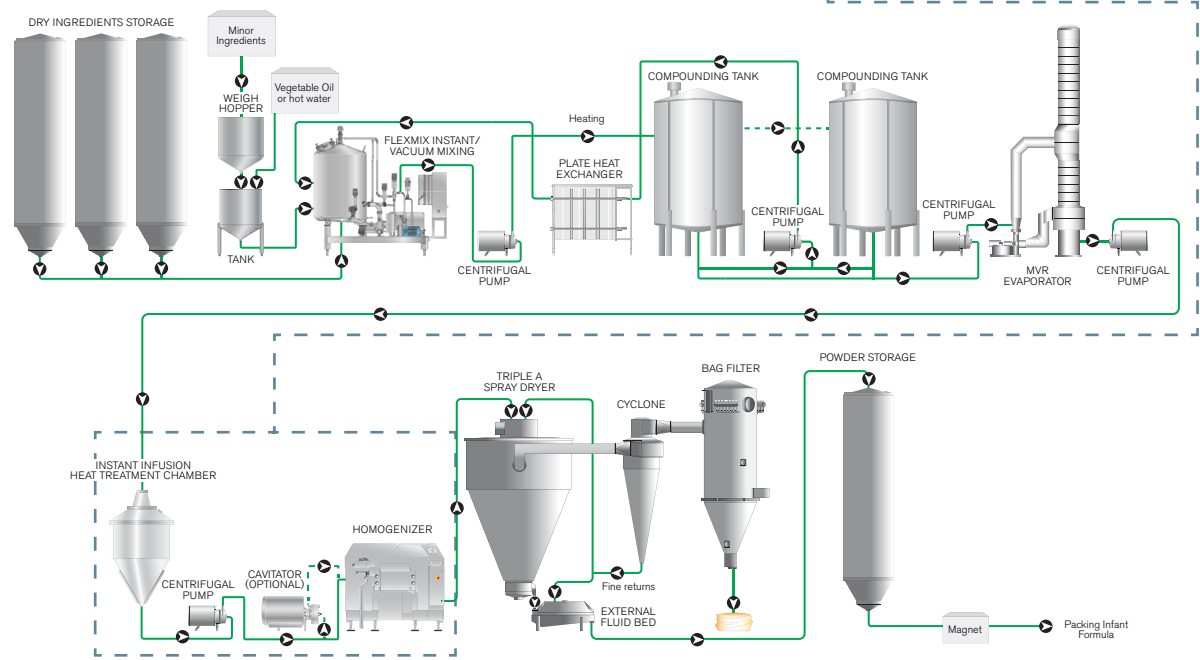 DRY INGREDIENTS STORAGE
Minor
Ingredients
WEIGH
HOPPER
Vegetable Oil
or hot water
TANK
FLEXMIX INSTANT/
VACUUM MIXING
CENTRIFUGAL
PUMP
Heating
PLATE HEAT
EXCHANGER
COMPOUNDING TANK
CENTRIFUGAL
PUMP
COMPOUNDING TANK
CENTRIFUGAL
PUMP
MVR
EVAPORATOR
CENTRIFUGAL
PUMP
INSTANT INFUSION
HEAT TREATMENT CHAMBER
CENTRIFUGAL
PUMP
CAVITATOR
(OPTIONAL)
HOMOGENIZER
TRIPLE A
SPRAY DRYER
CYCLONE
BAG FILTER
POWDER STORAGE
Fine returns
EXTERNAL
FLUID BED
Magnet
Packing Infant
Formula